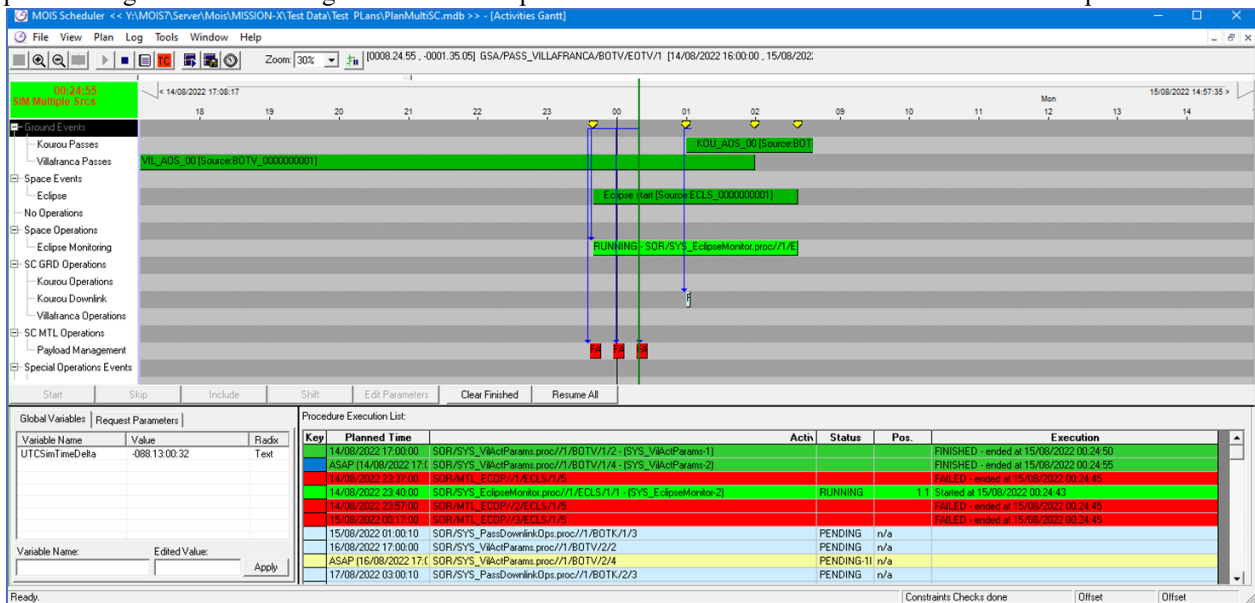 MOIS Scheduler << Y:\MOIS7\Server\Mois\MISSION-X\Test Data\Test PLans\PlanMultiSC.mdb >> - [Activities Gantt]
File View Plan Log Tools Window Help
TC Zoom: 30% [0008.24.55 , -0001.35.05] GSA/PASS_VILLAFRANCA/BOTV/EOTV/1 [14/08/2022 16:00:00 , 15/08/202
00:24:55
SIM Multiple Srcs
< 14/08/2022 17:08:17
15/08/2022 14:57:35 >
Mon
18 19 20 21 22 23 00 01 02 09 10 11 12 13 14
Ground Events
Kourou Passes KOU_AOS_00 [Source:BOT
Villafranca Passes VIL_AOS_00 [Source:BOTV_0000000001]
Space Events
Eclipse Eclipse start [Source:ECLS_0000000001]
No Operations
Space Operations
Eclipse Monitoring RUNNING - SOR/SYS_EclipseMonitor.proc//1/E
SC GRD Operations
Kourou Operations
Kourou Downlink
Villafranca Operations
SC MTL Operations
Payload Management FA FA FA
Special Operations Events
Start Skip Include Shift Edit Parameters Clear Finished Resume All
Global Variables Request Parameters
Variable Name Value Radix
UTCSimTimeDelta -088.13:00:32 Text
Variable Name: Edited Value:
Apply
Procedure Execution List:
Key Planned Time Activ Status Pos. Execution
14/08/2022 17:00:00 SOR/SYS_VilActParams.proc//1/BOTV/1/2 - (SYS_VilActParams-1) FINISHED - ended at 15/08/2022 00:24:50
ASAP (14/08/2022 17:( SOR/SYS_VilActParams.proc//1/BOTV/1/4 - (SYS_VilActParams-2) FINISHED - ended at 15/08/2022 00:24:55
14/08/2022 23:37:00 SOR/MTL_ECOP//1/ECLS/1/5 FAILED - ended at 15/08/2022 00:24:45
14/08/2022 23:40:00 SOR/SYS_EclipseMonitor.proc//1/ECLS/1/1 - (SYS_EclipseMonitor-2) RUNNING 1.1 Started at 15/08/2022 00:24:43
14/08/2022 23:57:00 SOR/MTL_ECOP//2/ECLS/1/5 FAILED - ended at 15/08/2022 00:24:45
15/08/2022 00:17:00 SOR/MTL_ECOP//3/ECLS/1/5 FAILED - ended at 15/08/2022 00:24:45
15/08/2022 01:00:10 SOR/SYS_PassDownlinkOps.proc//1/BOTK/1/3 PENDING n/a
16/08/2022 17:00:00 SOR/SYS_VilActParams.proc//1/BOTV/2/2 PENDING n/a
ASAP (16/08/2022 17:( SOR/SYS_VilActParams.proc//1/BOTV/2/4 PENDING-1I n/a
17/08/2022 03:00:10 SOR/SYS_PassDownlinkOps.proc//1/BOTK/2/3 PENDING n/a
Ready. Constraints Checks done Offset Offset